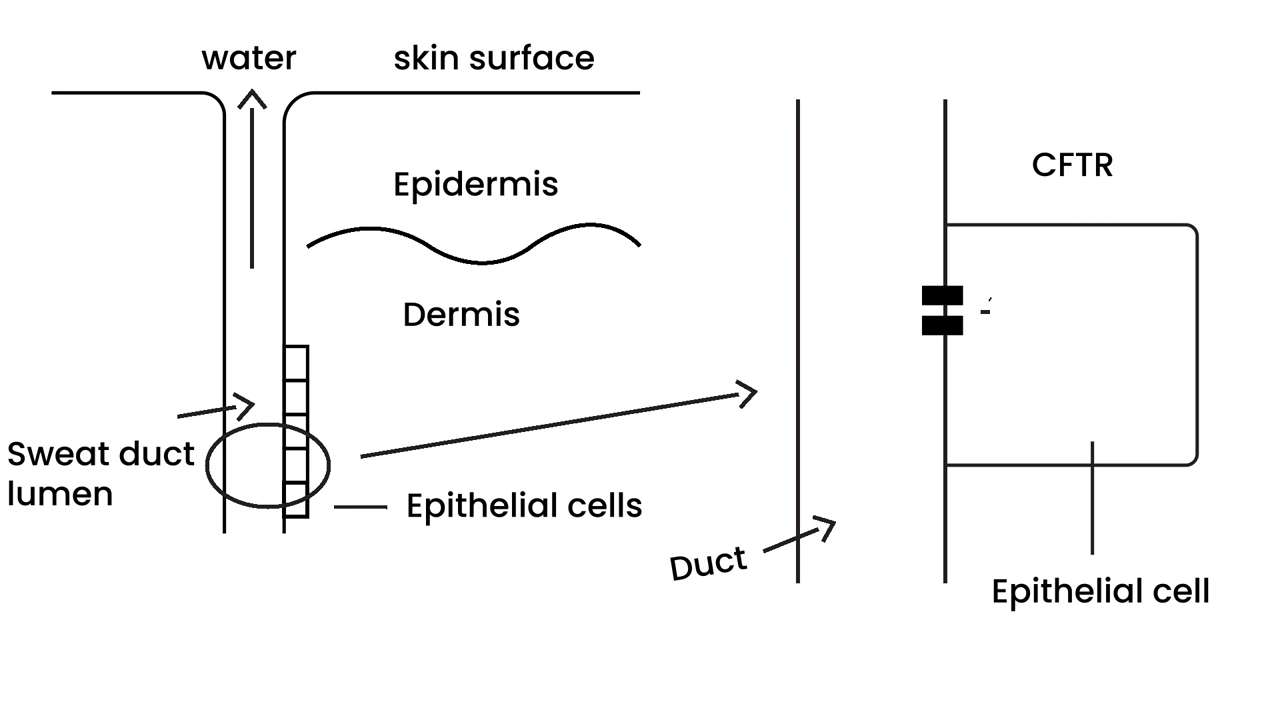 water
skin surface
Epidermis
Dermis
Sweat duct
lumen
Epithelial cells
Duct
CFTR
Epithelial cell